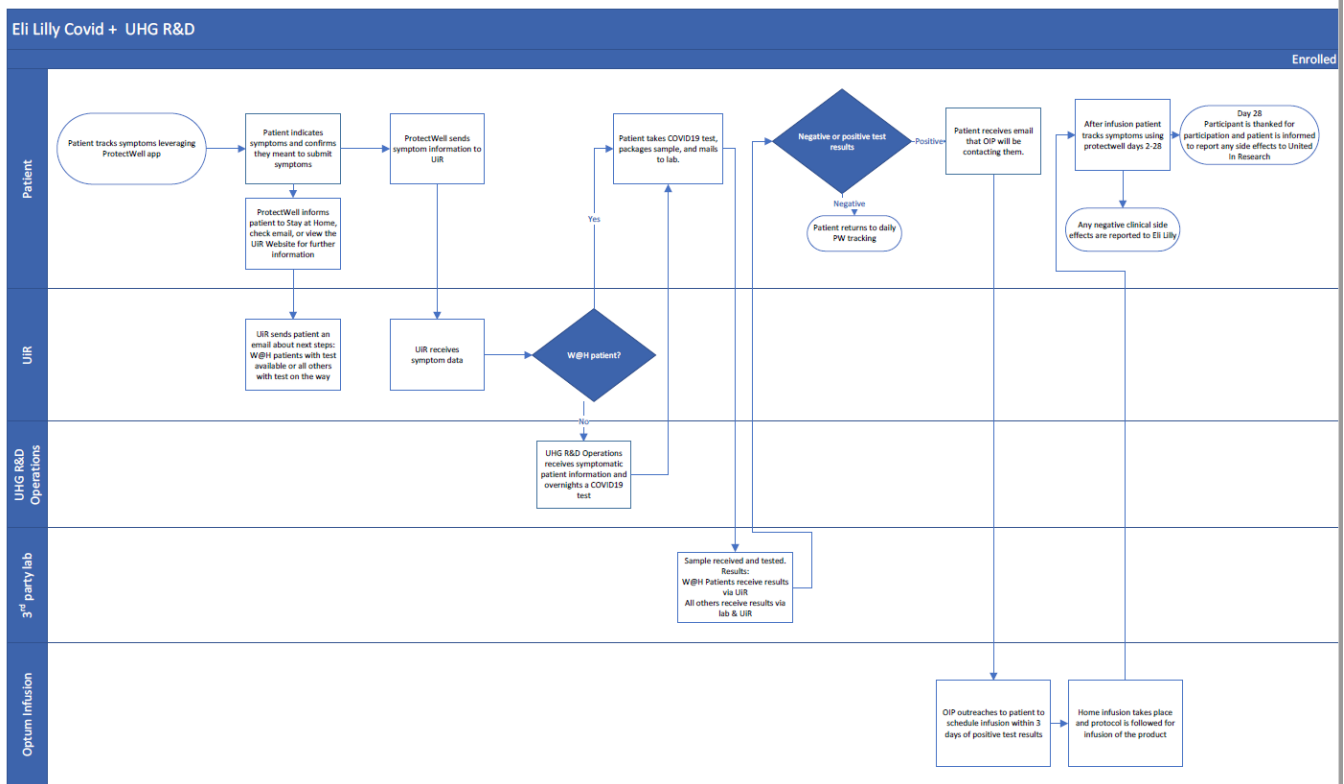 Eli Lilly Covid + UHG R&D
Enrolled
Patient
Patient tracks symptoms leveraging
ProtectWell app
Patient indicates
symptoms and confirms
they meant to submit
symptoms
ProtectWell sends
symptom information to
UiR
Patient takes COVID19 test,
packages sample, and mails
to lab.
Negative or positive test
results
Positive
Patient receives email
that OIP will be
contacting them.
After infusion patient
tracks symptoms using
protectwell days 2-28
Day 28
Participant is thanked for
participation and patient is informed
to report any side effects to United
In Research
ProtectWell informs
patient to Stay at Home,
check email, or view the
UiR Website for further
information
Yes
Negative
Patient returns to daily
PW tracking
Any negative clinical side
effects are reported to Eli Lilly
UiR
UiR sends patient an
email about next steps:
W@H patients with test
available or all others
with test on the way
UiR receives
symptom data
W@H patient?
No
UHG R&D
Operations
UHG R&D Operations
receives symptomatic
patient information and
overnights a COVID19
test
3rd party lab
Sample received and tested.
Results:
W@H Patients receive results
via UiR
All others receive results via
lab & UiR
Optum Infusion
OIP outreaches to patient to
schedule infusion within 3
days of positive test results
Home infusion takes place
and protocol is followed for
infusion of the product